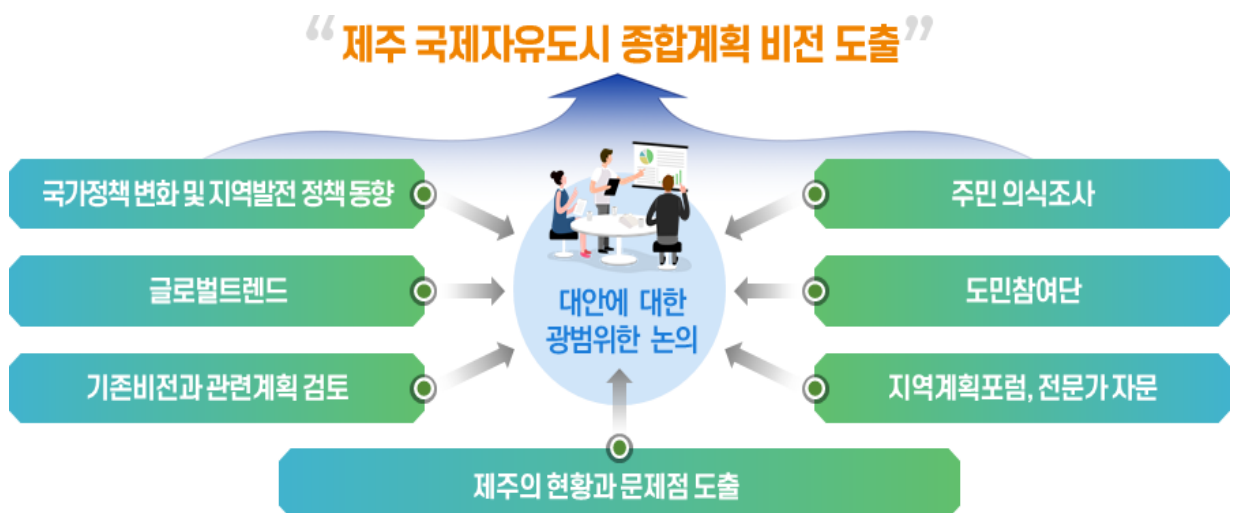 “제주 국제자유도시 종합계획 비전 도출”
국가정책 변화 및 지역발전 정책 동향
글로벌트렌드
기존비전과 관련계획 검토
대안에 대한
광범위한 논의
주민 의식조사
도민참여단
지역계획포럼, 전문가 자문
제주의 현황과 문제점 도출